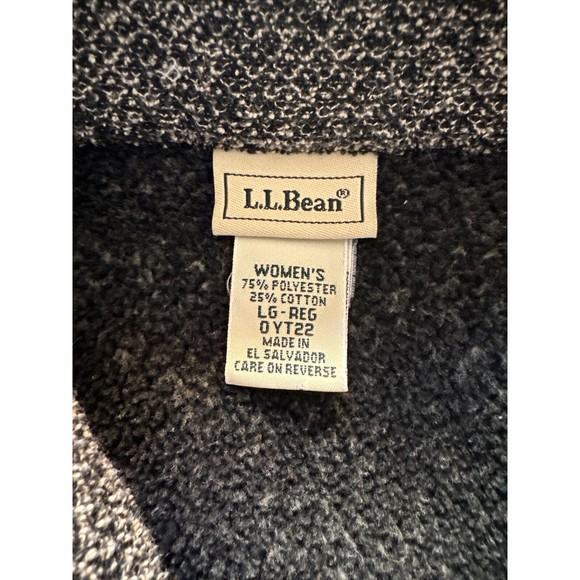 L.L.Bean®
WOMEN'S
75% POLYESTER
25% COTTON
LG-REG
0YT22
MADE IN
EL SALVADOR
CARE ON REVERSE